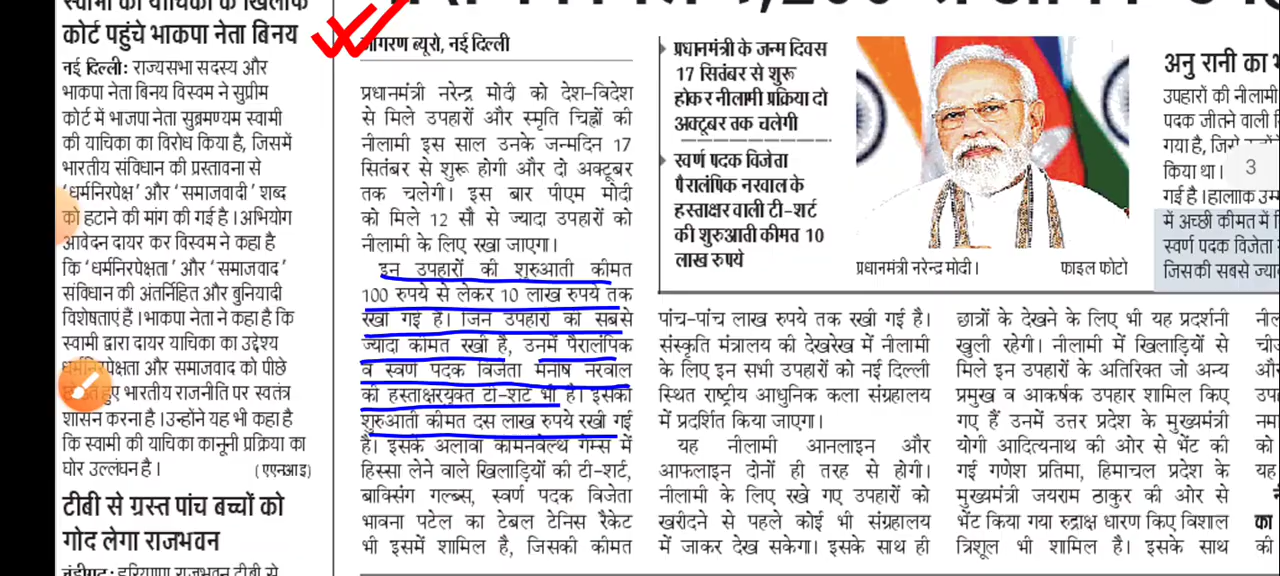 कोर्ट पहुंचे भाकपा नेता बिनय
नई दिल्ली: राज्यसभा सदस्य और
भाकपा नेता बिनय विस्वम ने सुप्रीम
कोर्ट में भाजपा नेता सुब्रमण्यम स्वामी
की याचिका का विरोध किया है, जिसमें
भारतीय संविधान की प्रस्तावना से
'धर्मनिरपेक्ष' और 'समाजवादी' शब्द
को हटाने की मांग की गई है। अभियोग
आवेदन दायर कर विस्वम ने कहा है
कि 'धर्मनिरपेक्षता' और 'समाजवाद'
संविधान की अंतर्निहित और बुनियादी
विशेषताएं हैं। भाकपा नेता ने कहा है कि
स्वामी द्वारा दायर याचिका का उद्देश्य
धर्मनिरपेक्षता और समाजवाद को पीछे
हुए भारतीय राजनीति पर स्वतंत्र
शासन करना है। उन्होंने यह भी कहा है
कि स्वामी की याचिका कानूनी प्रक्रिया का
घोर उल्लंघन है। (एएनआइ)
टीबी से ग्रस्त पांच बच्चों को
गोद लेगा राजभवन
चंडीगढ़: हरियाणा राजभवन टीबी से
जागरण ब्यूरो, नई दिल्ली
प्रधानमंत्री नरेन्द्र मोदी को देश-विदेश
से मिले उपहारों और स्मृति चिह्नों की
नीलामी इस साल उनके जन्मदिन 17
सितंबर से शुरू होगी और दो अक्टूबर
तक चलेगी। इस बार पीएम मोदी
को मिले 12 सौ से ज्यादा उपहारों को
नीलामी के लिए रखा जाएगा।
इन उपहारों की शुरुआती कीमत
100 रुपये से लेकर 10 लाख रुपये तक
रखी गई है। जिन उपहारों की सबसे
ज्यादा कीमत रखी है, उनमें पैरालंपिक
व स्वर्ण पदक विजेता मनीष नरवाल
की हस्ताक्षरयुक्त टी-शर्ट भी है। इसकी
शुरुआती कीमत दस लाख रुपये रखी गई
है। इसके अलावा कामनवेल्थ गेम्स में
हिस्सा लेने वाले खिलाड़ियों की टी-शर्ट,
बाक्सिंग गल्ब्स, स्वर्ण पदक विजेता
भावना पटेल का टेबल टेनिस रैकेट
भी इसमें शामिल है, जिसकी कीमत
प्रधानमंत्री के जन्म दिवस
17 सितंबर से शुरू
होकर नीलामी प्रक्रिया दो
अक्टूबर तक चलेगी
स्वर्ण पदक विजेता
पैरालंपिक नरवाल के
हस्ताक्षर वाली टी-शर्ट
की शुरुआती कीमत 10
लाख रुपये
प्रधानमंत्री नरेन्द्र मोदी। फाइल फोटो
पांच-पांच लाख रुपये तक रखी गई है।
संस्कृति मंत्रालय की देखरेख में नीलामी
के लिए इन सभी उपहारों को नई दिल्ली
स्थित राष्ट्रीय आधुनिक कला संग्रहालय
में प्रदर्शित किया जाएगा।
यह नीलामी आनलाइन और
आफलाइन दोनों ही तरह से होगी।
नीलामी के लिए रखे गए उपहारों को
खरीदने से पहले कोई भी संग्रहालय
में जाकर देख सकेगा। इसके साथ ही
छात्रों के देखने के लिए भी यह प्रदर्शनी
खुली रहेगी। नीलामी में खिलाड़ियों से
मिले इन उपहारों के अतिरिक्त जो अन्य
प्रमुख व आकर्षक उपहार शामिल किए
गए हैं उनमें उत्तर प्रदेश के मुख्यमंत्री
योगी आदित्यनाथ की ओर से भेंट की
गई गणेश प्रतिमा, हिमाचल प्रदेश के
मुख्यमंत्री जयराम ठाकुर की ओर से
भेंट किया गया रुद्राक्ष धारण किए विशाल
त्रिशूल भी शामिल है। इसके साथ
अनु रानी का
उपहारों की नीलामी
पदक जीतने वाली
गया है,
किया था।
गई है।
में अच्छी कीमत में
स्वर्ण पदक विजेता
जिसकी सबसे
3